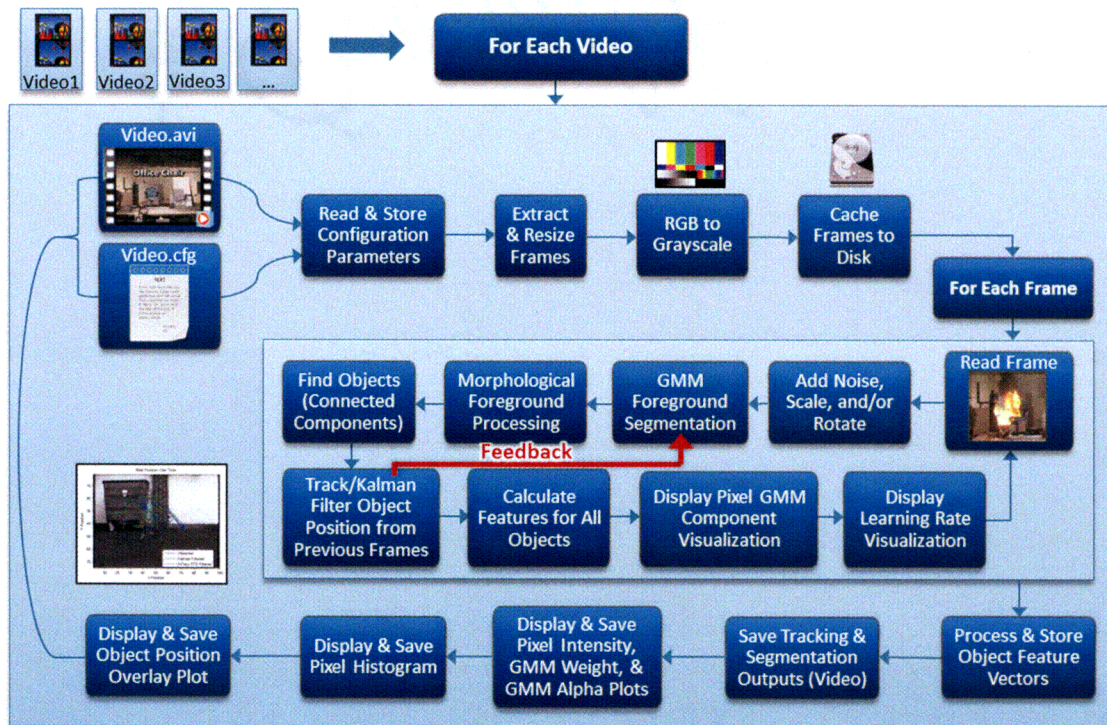 Video1
Video2
Video3
...
For Each Video
Video.avi
Office Chair
Video.cfg
Read & Store
Configuration
Parameters
Extract
& Resize
Frames
RGB to
Grayscale
Cache
Frames to
Disk
For Each Frame
Read Frame
Add Noise,
Scale, and/or
Rotate
GMM
Foreground
Segmentation
Morphological
Foreground
Processing
Find Objects
(Connected
Components)
Feedback
Track/Kalman
Filter Object
Position from
Previous Frames
Calculate
Features for All
Objects
Display Pixel GMM
Component
Visualization
Display
Learning Rate
Visualization
Process & Store
Object Feature
Vectors
Save Tracking &
Segmentation
Outputs (Video)
Display & Save
Pixel Intensity,
GMM Weight, &
GMM Alpha Plots
Display & Save
Pixel Histogram
Display & Save
Object Position
Overlay Plot